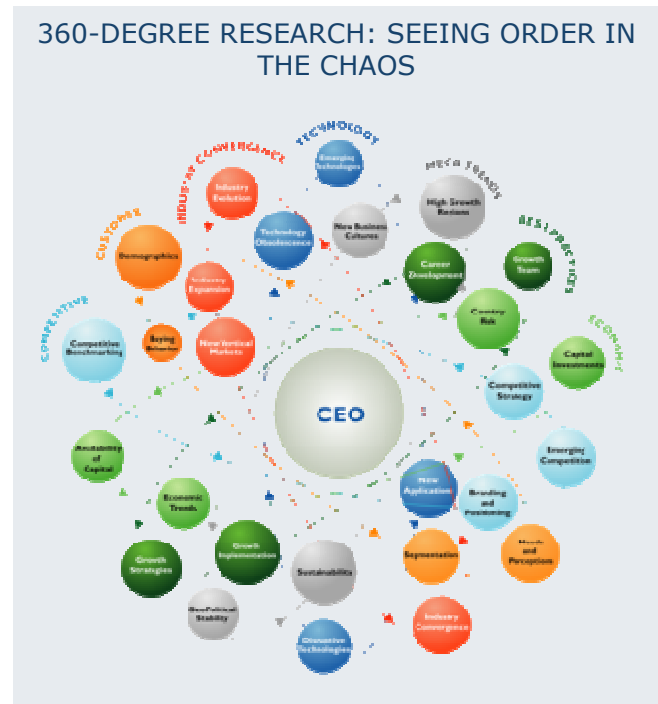 360-DEGREE RESEARCH: SEEING ORDER IN
THE CHAOS
TECHNOLOGY
INDUSTRY CONVERGENCE
MEGA TRENDS
CUSTOMER
BEST PRACTICES
COMPETITIVE
ECONOMY
Emerging
Technologies
Industry
Evolution
High Growth
Regions
Technology
Obsolescence
New Business
Cultures
Demographics
Career
Development
Growth
Team
Industry
Expansion
Country
Risk
Competitive
Benchmarking
Buying
Behavior
New Vertical
Markets
Capital
Investments
Competitive
Strategy
CEO
Availability
of
Capital
Emerging
Competition
Economic
Trends
New
Application
Branding
and
Positioning
Growth
Strategies
Growth
Implementation
Sustainability
Segmentation
Needs
and
Perceptions
GeoPolitical
Stability
Industry
Convergence
Disruptive
Technologies